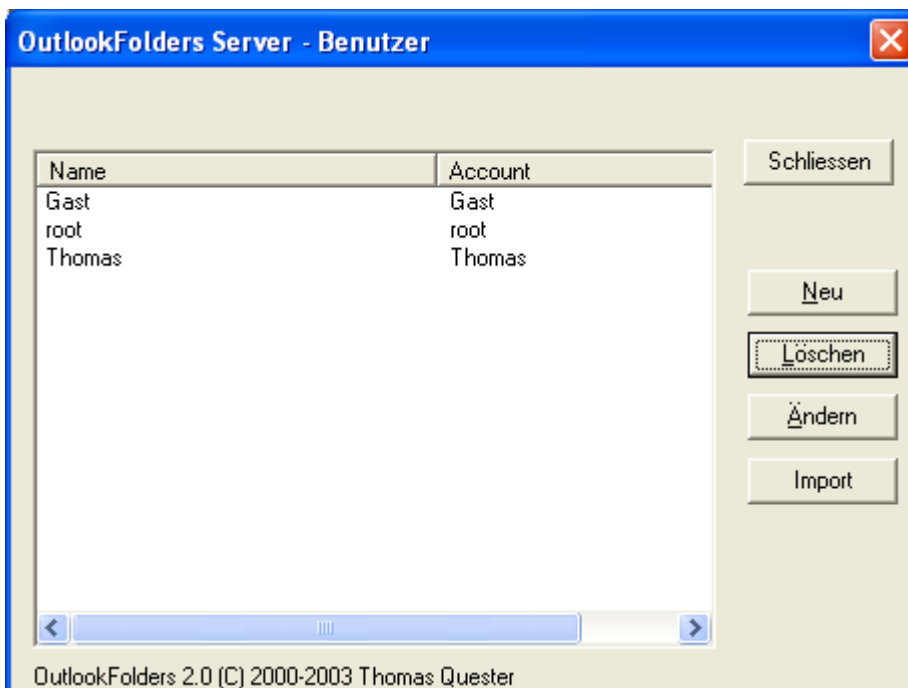 OutlookFolders Server - Benutzer
Name Account
Gast Gast
root root
Thomas Thomas
Schliessen
Neu
Löschen
Ändern
Import
OutlookFolders 2.0 (C) 2000-2003 Thomas Quester